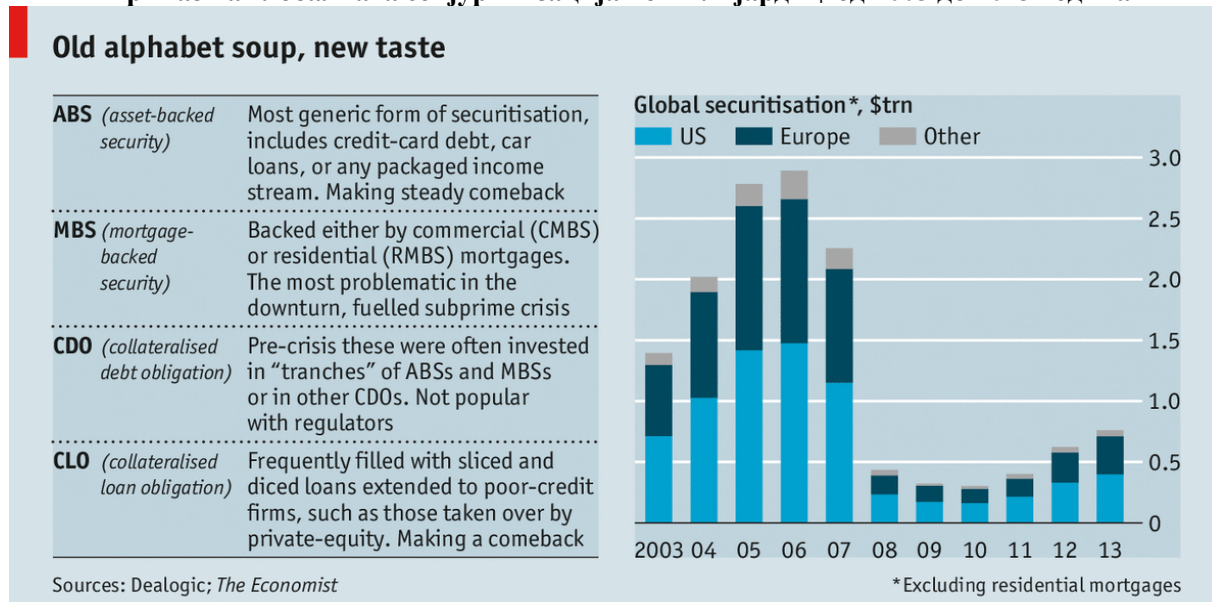 Old alphabet soup, new taste
ABS (asset-backed
security)
Most generic form of securitisation,
includes credit-card debt, car
loans, or any packaged income
stream. Making steady comeback
MBS (mortgage-
backed
security)
Backed either by commercial (CMBS)
or residential (RMBS) mortgages.
The most problematic in the
downturn, fuelled subprime crisis
CDO (collateralised
debt obligation)
Pre-crisis these were often invested
in “tranches” of ABSs and MBSs
or in other CDOs. Not popular
with regulators
CLO (collateralised
loan obligation)
Frequently filled with sliced and
diced loans extended to poor-credit
firms, such as those taken over by
private-equity. Making a comeback
Global securitisation*, $trn
US Europe Other
3.0
2.5
2.0
1.5
1.0
0.5
0
2003 04 05 06 07 08 09 10 11 12 13
Sources: Dealogic; The Economist
*Excluding residential mortgages